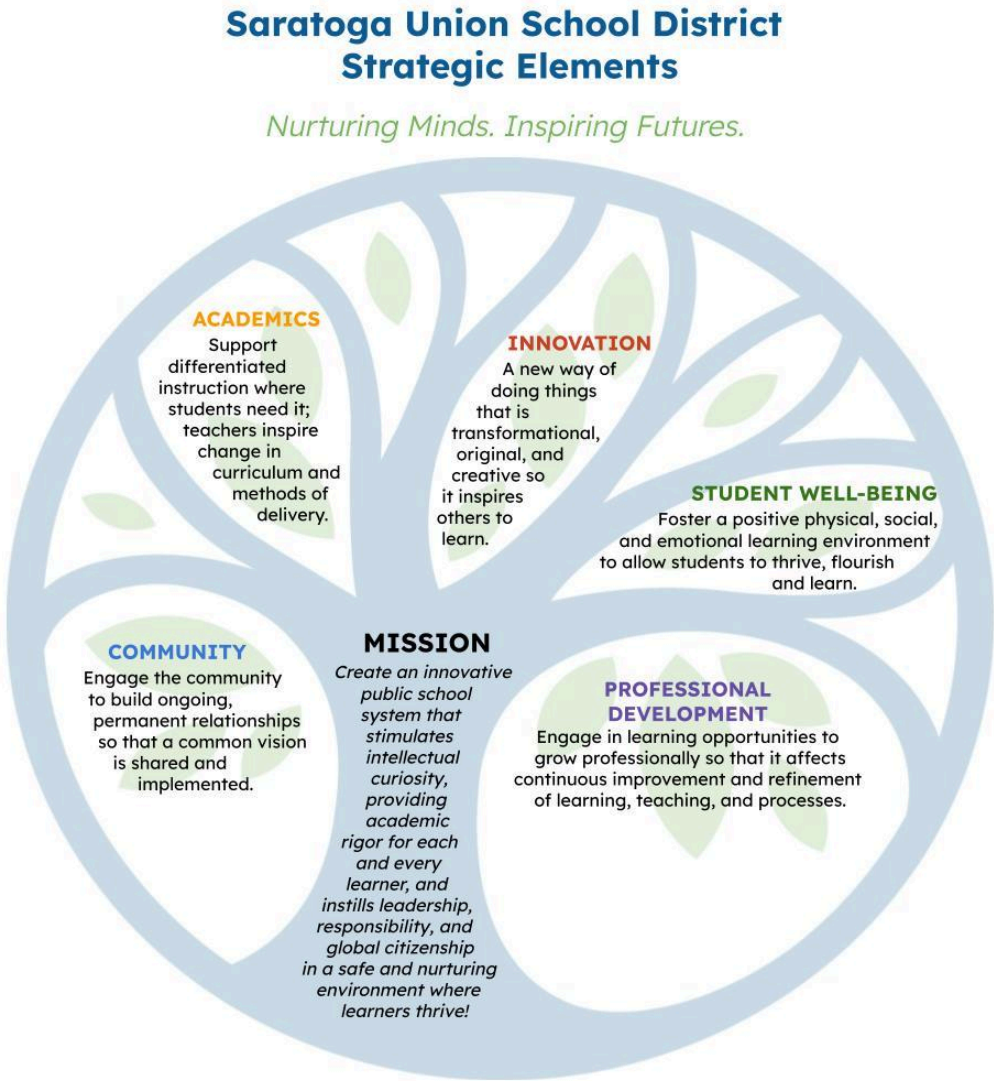 Saratoga Union School District
Strategic Elements
Nurturing Minds. Inspiring Futures.
ACADEMICS
Support
differentiated
instruction where
students need it;
teachers inspire
change in
curriculum and
methods of
delivery.
INNOVATION
A new way of
doing things
that is
transformational,
original, and
creative so
it inspires
others to
learn.
STUDENT WELL-BEING
Foster a positive physical, social,
and emotional learning environment
to allow students to thrive, flourish
and learn.
COMMUNITY
Engage the community
to build ongoing,
permanent relationships
so that a common vision
is shared and
implemented.
MISSION
Create an innovative
public school
system that
stimulates
intellectual
curiosity,
providing
academic
rigor for each
and every
learner, and
instills leadership,
responsibility, and
global citizenship
in a safe and nurturing
environment where
learners thrive!
PROFESSIONAL
DEVELOPMENT
Engage in learning opportunities to
grow professionally so that it affects
continuous improvement and refinement
of learning, teaching, and processes.